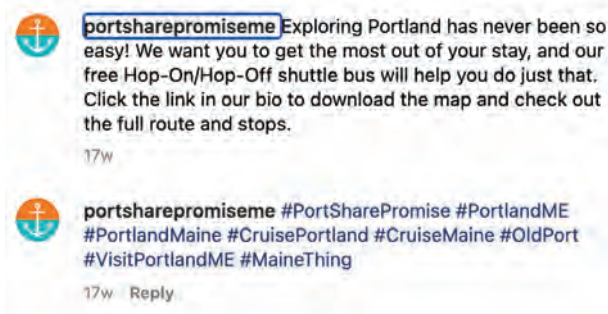 portsharepromiseme Exploring Portland has never been so
easy! We want you to get the most out of your stay, and our
free Hop-On/Hop-Off shuttle bus will help you do just that.
Click the link in our bio to download the map and check out
the full route and stops.
17w
portsharepromiseme #PortSharePromise #PortlandME
#PortlandMaine #CruisePortland #CruiseMaine #OldPort
#VisitPortlandME #MaineThing
17w Reply